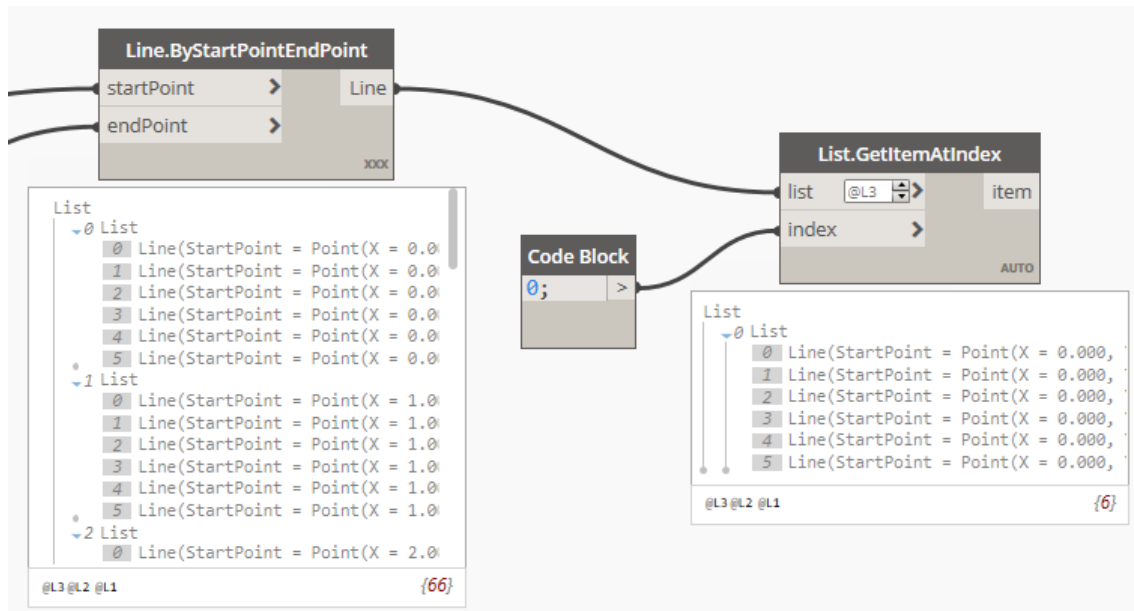 Line.ByStartPointEndPoint
startPoint > Line
endPoint >
xxx
List
0 List
0 Line(StartPoint = Point(X = 0.0
1 Line(StartPoint = Point(X = 0.0
2 Line(StartPoint = Point(X = 0.0
3 Line(StartPoint = Point(X = 0.0
4 Line(StartPoint = Point(X = 0.0
5 Line(StartPoint = Point(X = 0.0
1 List
0 Line(StartPoint = Point(X = 1.0
1 Line(StartPoint = Point(X = 1.0
2 Line(StartPoint = Point(X = 1.0
3 Line(StartPoint = Point(X = 1.0
4 Line(StartPoint = Point(X = 1.0
5 Line(StartPoint = Point(X = 1.0
2 List
0 Line(StartPoint = Point(X = 2.0
@L3 @L2 @L1 {66}
Code Block
0; >
List.GetItemAtIndex
list @L3 > item
index >
AUTO
List
0 List
0 Line(StartPoint = Point(X = 0.000,
1 Line(StartPoint = Point(X = 0.000,
2 Line(StartPoint = Point(X = 0.000,
3 Line(StartPoint = Point(X = 0.000,
4 Line(StartPoint = Point(X = 0.000,
5 Line(StartPoint = Point(X = 0.000,
@L3 @L2 @L1 {6}